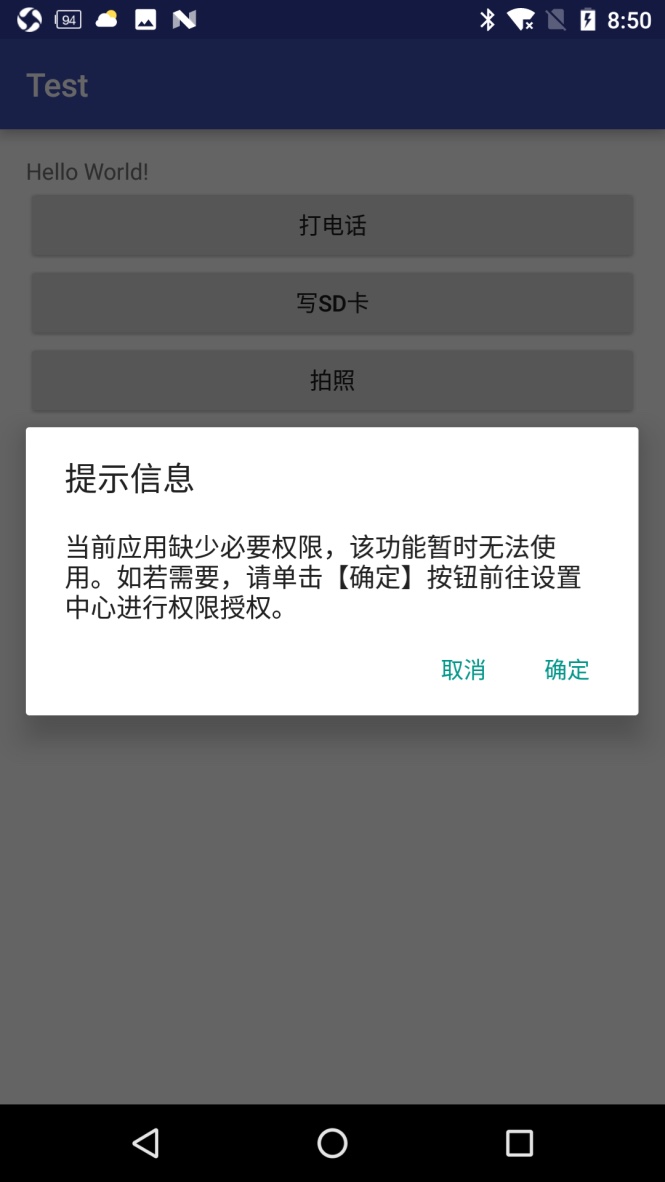 94
8:50
Test
Hello World!
打电话
写SD卡
拍照
提示信息
当前应用缺少必要权限，该功能暂时无法使
用。如若需要，请单击【确定】按钮前往设置
中心进行权限授权。
取消
确定